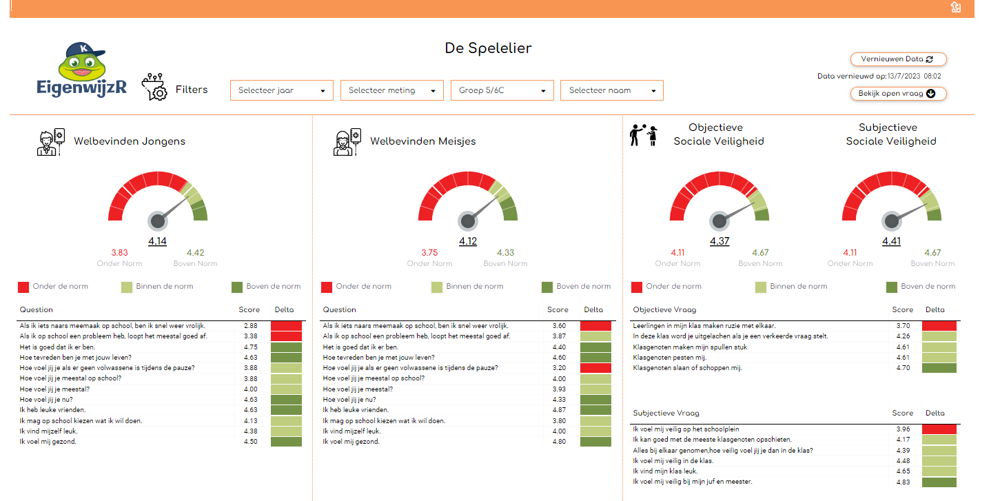 De Spelelier
K
EigenwijzR
Filters
Selecteer jaar
Selecteer meting
Groep 5/6C
Selecteer naam
Vernieuwen Data
Data vernieuwd op:13/7/2023 08:02
Bekijk open vraag
Welbevinden Jongens
4.14
3.83 4.42
Onder Norm Boven Norm
Onder de norm Binnen de norm Boven de norm
Question Score Delta
Als ik iets naars meemaak op school, ben ik snel weer vrolijk. 2.88
Als ik op school een probleem heb, loopt het meestal goed af. 3.38
Het is goed dat ik er ben. 4.75
Hoe tevreden ben je met jouw leven? 4.63
Hoe voel jij je als er geen volwassene is tijdens de pauze? 3.88
Hoe voel jij je meestal op school? 3.88
Hoe voel jij je meestal? 4.00
Hoe voel jij je nu? 4.63
Ik heb leuke vrienden. 4.63
Ik mag op school kiezen wat ik wil doen. 4.13
Ik vind mijzelf leuk. 4.38
Ik voel mij gezond. 4.50
Welbevinden Meisjes
4.12
3.75 4.33
Onder Norm Boven Norm
Onder de norm Binnen de norm Boven de norm
Question Score Delta
Als ik iets naars meemaak op school, ben ik snel weer vrolijk. 3.60
Als ik op school een probleem heb, loopt het meestal goed af. 3.87
Het is goed dat ik er ben. 4.40
Hoe tevreden ben je met jouw leven? 4.60
Hoe voel jij je als er geen volwassene is tijdens de pauze? 3.20
Hoe voel jij je meestal op school? 4.00
Hoe voel jij je meestal? 3.93
Hoe voel jij je nu? 4.33
Ik heb leuke vrienden. 4.87
Ik mag op school kiezen wat ik wil doen. 3.80
Ik vind mijzelf leuk. 4.00
Ik voel mij gezond. 4.80
Objectieve
Sociale Veiligheid
4.37
4.11 4.67
Onder Norm Boven Norm
Subjectieve
Sociale Veiligheid
4.41
4.11 4.67
Onder Norm Boven Norm
Onder de norm Binnen de norm Boven de norm
Objectieve Vraag Score Delta
Leerlingen in mijn klas maken ruzie met elkaar. 3.70
In deze klas word je uitgelachen als je een verkeerde vraag stelt. 4.26
Klasgenoten maken mijn spullen stuk 4.61
Klasgenoten pesten mij. 4.61
Klasgenoten slaan of schoppen mij. 4.70
Subjectieve Vraag Score Delta
Ik voel mij veilig op het schoolplein 3.96
Ik kan goed met de meeste klasgenoten opschieten. 4.17
Alles bij elkaar genomen,hoe veilig voel jij je dan in de klas? 4.39
Ik voel mij veilig in de klas. 4.48
Ik vind mijn klas leuk. 4.65
Ik voel mij veilig bij mijn juf en meester. 4.83